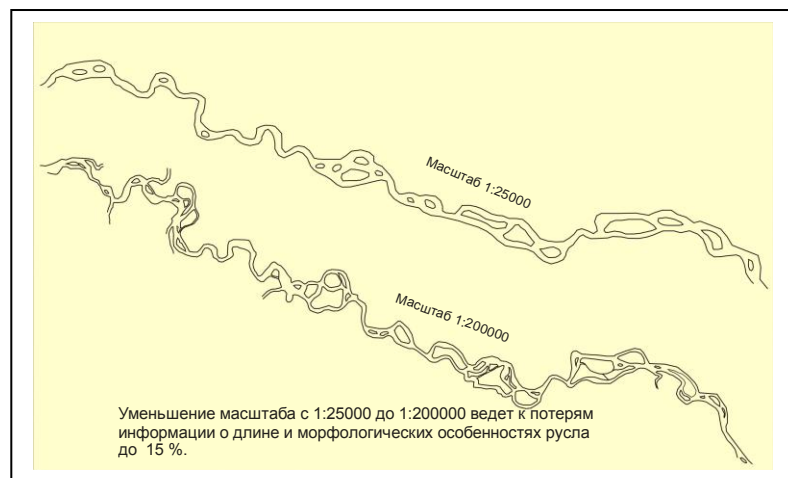 Масштаб 1:25000
Масштаб 1:200000
Уменьшение масштаба с 1:25000 до 1:200000 ведет к потерям
информации о длине и морфологических особенностях русла
до 15 %.